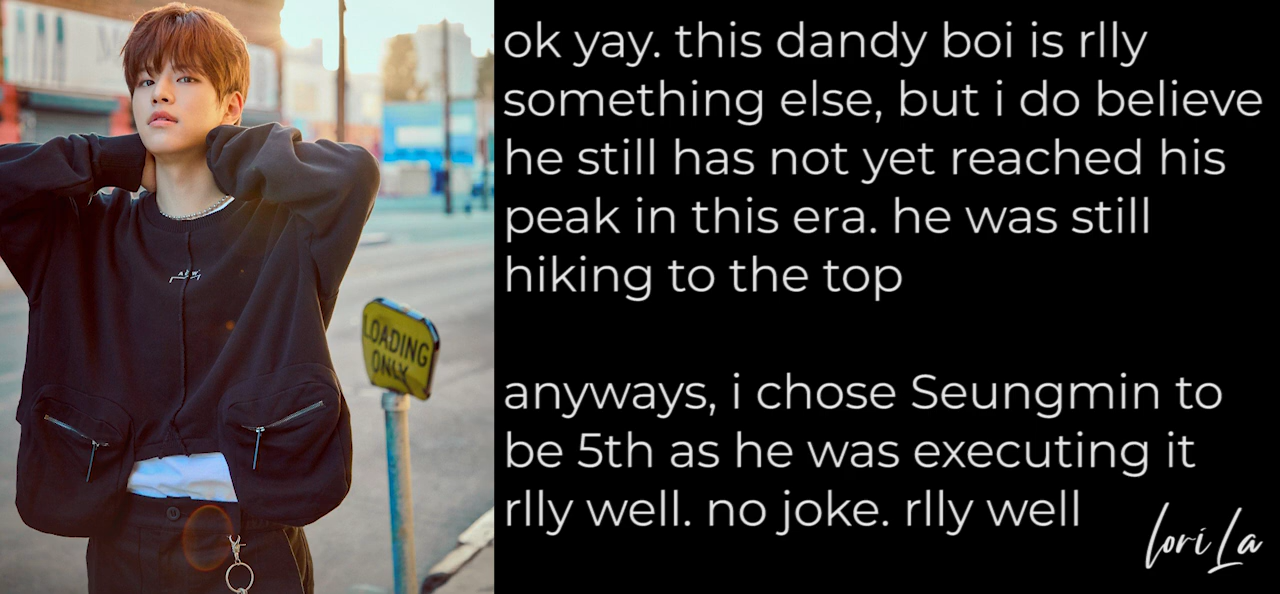 ok yay. this dandy boi is rlly
something else, but i do believe
he still has not yet reached his
peak in this era. he was still
hiking to the top
anyways, i chose Seungmin to
be 5th as he was executing it
rlly well. no joke. rlly well
lori La
LOADING
ONLY